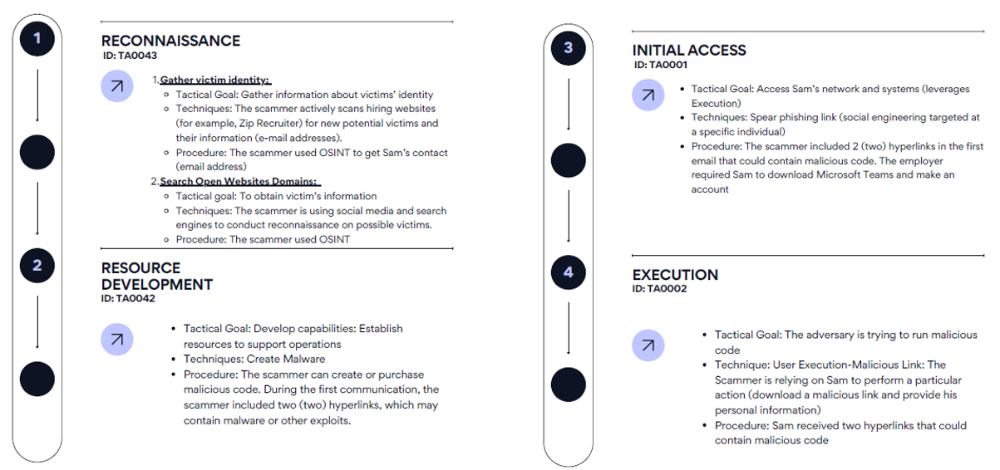 1
RECONNAISSANCE
ID: TA0043
1. Gather victim identity:
Tactical Goal: Gather information about victims' identity
Techniques: The scammer actively scans hiring websites
(for example, Zip Recruiter) for new potential victims and
their information (e-mail addresses).
Procedure: The scammer used OSINT to get Sam's contact
(email address)
2. Search Open Websites Domains:
Tactical goal: To obtain victim's information
Techniques: The scammer is using social media and search
engines to conduct reconnaissance on possible victims.
Procedure: The scammer used OSINT
2
RESOURCE
DEVELOPMENT
ID: TA0042
Tactical Goal: Develop capabilities: Establish
resources to support operations
Techniques: Create Malware
Procedure: The scammer can create or purchase
malicious code. During the first communication, the
scammer included two (two) hyperlinks, which may
contain malware or other exploits.
3
INITIAL ACCESS
ID: TA0001
Tactical Goal: Access Sam's network and systems (leverages
Execution)
Techniques: Spear phishing link (social engineering targeted at
a specific individual)
Procedure: The scammer included 2 (two) hyperlinks in the first
email that could contain malicious code. The employer
required Sam to download Microsoft Teams and make an
account
4
EXECUTION
ID: TA0002
Tactical Goal: The adversary is trying to run malicious
code
Technique: User Execution-Malicious Link: The
Scammer is relying on Sam to perform a particular
action (download a malicious link and provide his
personal information)
Procedure: Sam received two hyperlinks that could
contain malicious code